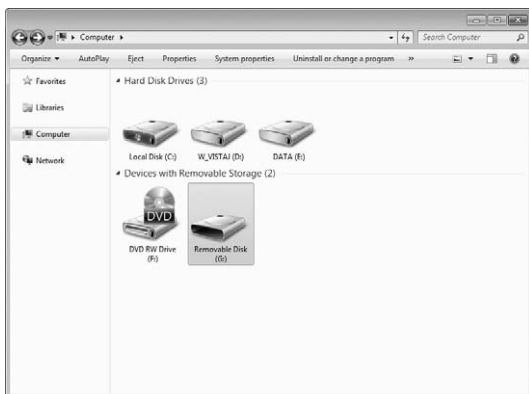 Computer
Search Computer
Organize AutoPlay Eject Properties System properties Uninstall or change a program »
Favorites
Libraries
Computer
Network
Hard Disk Drives (3)
Local Disk (C:) W_VISTAJ (D:) DATA (E:)
Devices with Removable Storage (2)
DVD
DVD RW Drive (F:)
Removable Disk (G:)